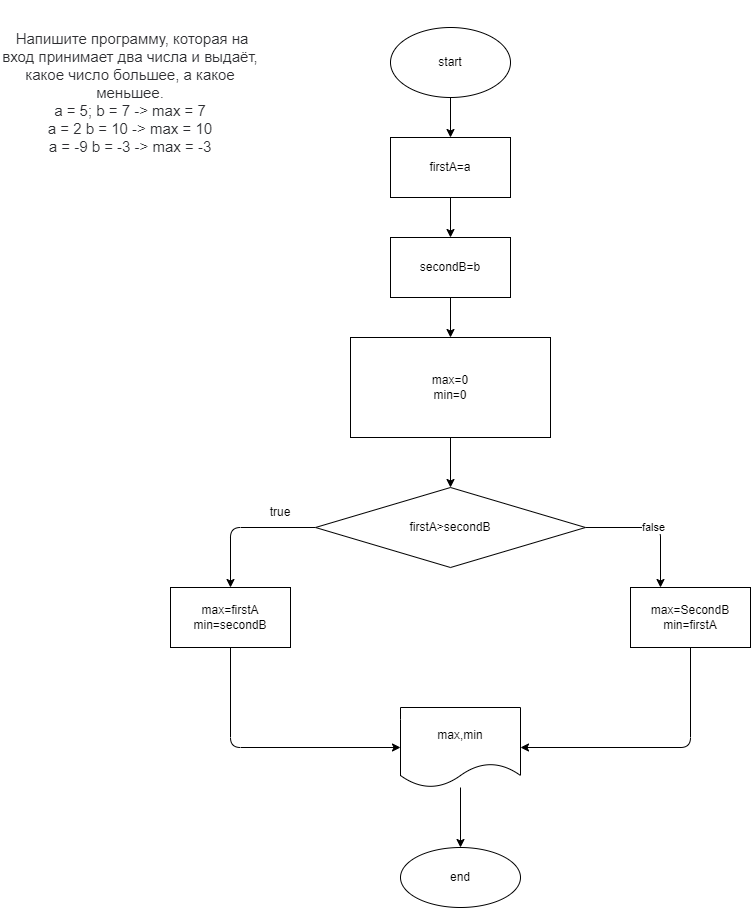 Напишите программу, которая на
вход принимает два числа и выдаёт,
какое число большее, а какое
меньшее.
a = 5; b = 7 -> max = 7
a = 2 b = 10 -> max = 10
a = -9 b = -3 -> max = -3
start
firstA=a
secondB=b
max=0
min=0
firstA>secondB
true
false
max=firstA
min=secondB
max=SecondB
min=firstA
max,min
end